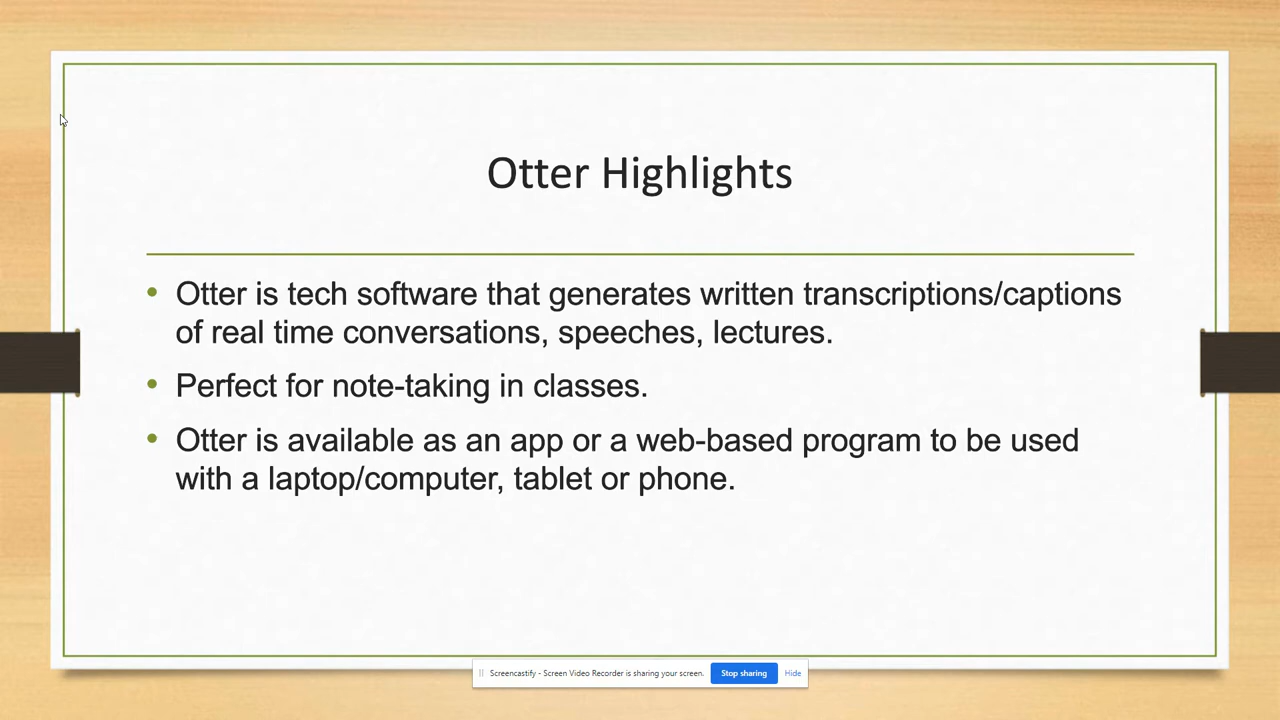 Otter Highlights
• Otter is tech software that generates written transcriptions/captions
of real time conversations, speeches, lectures.
• Perfect for note-taking in classes.
• Otter is available as an app or a web-based program to be used
with a laptop/computer, tablet or phone.
Screencastify - Screen Video Recorder is sharing your screen. Stop sharing Hide